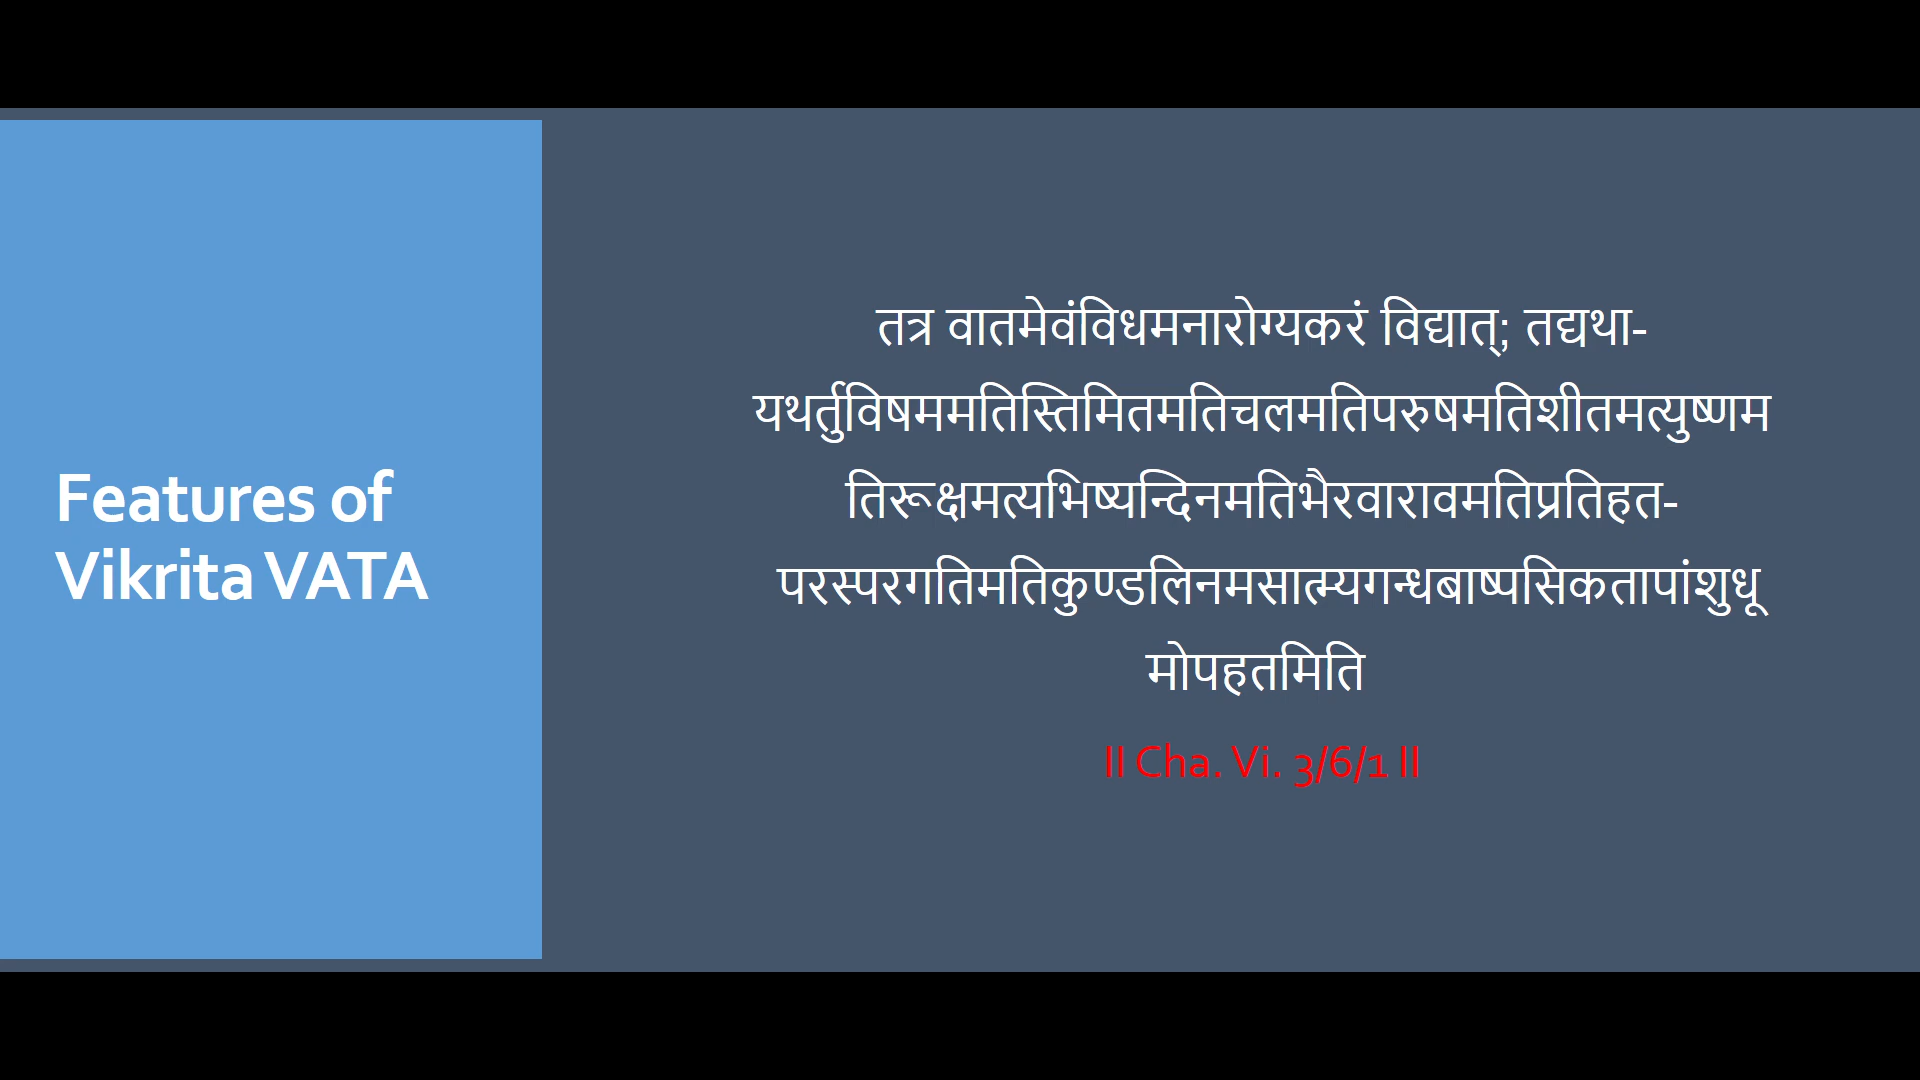 Features of
Vikrita VATA
तत्र वातमेवंविधमनारोग्यकरं विद्यात्; तद्यथा-
यथर्तुविषममतिस्तिमितमतिचलमतिपरुषमतिशीतमत्युष्णम
तिरूक्षमत्यभिष्यन्दिनमतिभैरवारावमतिप्रतिहत-
परस्परगतिमतिकुण्डलिनमसात्म्यगन्धबाष्पसिकतापांशुधू
मोपहतमिति
II Cha. Vi. 3/6/1 II